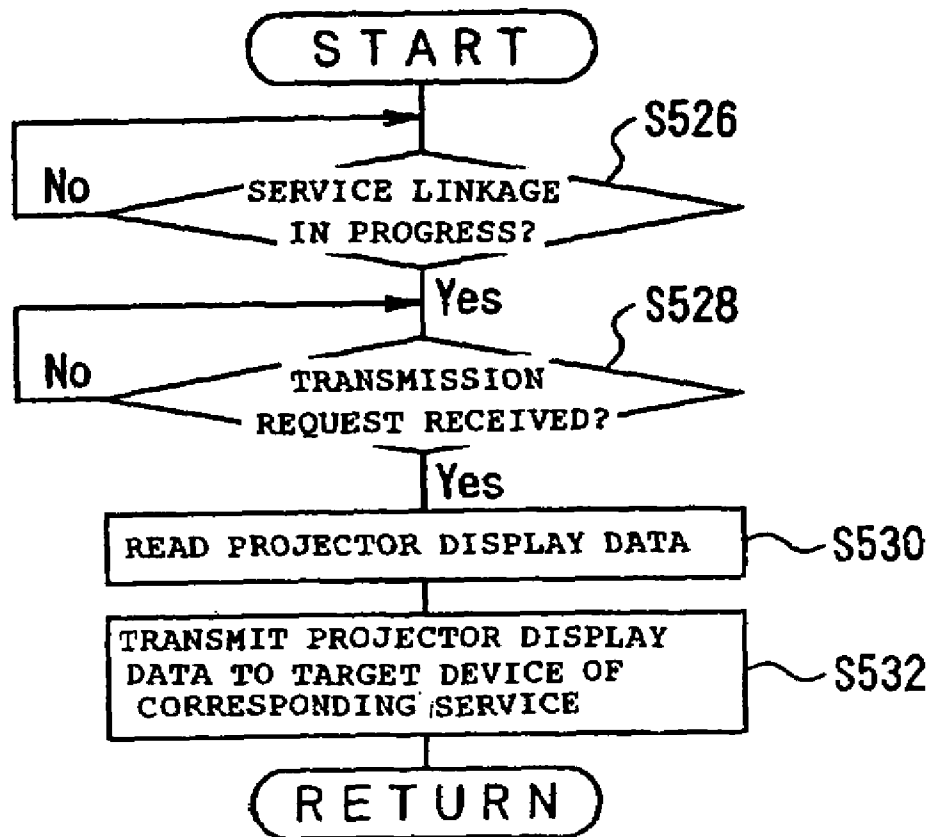 START
S526
No
SERVICE LINKAGE
IN PROGRESS?
Yes
S528
No
TRANSMISSION
REQUEST RECEIVED?
Yes
READ PROJECTOR DISPLAY DATA
S530
TRANSMIT PROJECTOR DISPLAY
DATA TO TARGET DEVICE OF
CORRESPONDING SERVICE
S532
RETURN